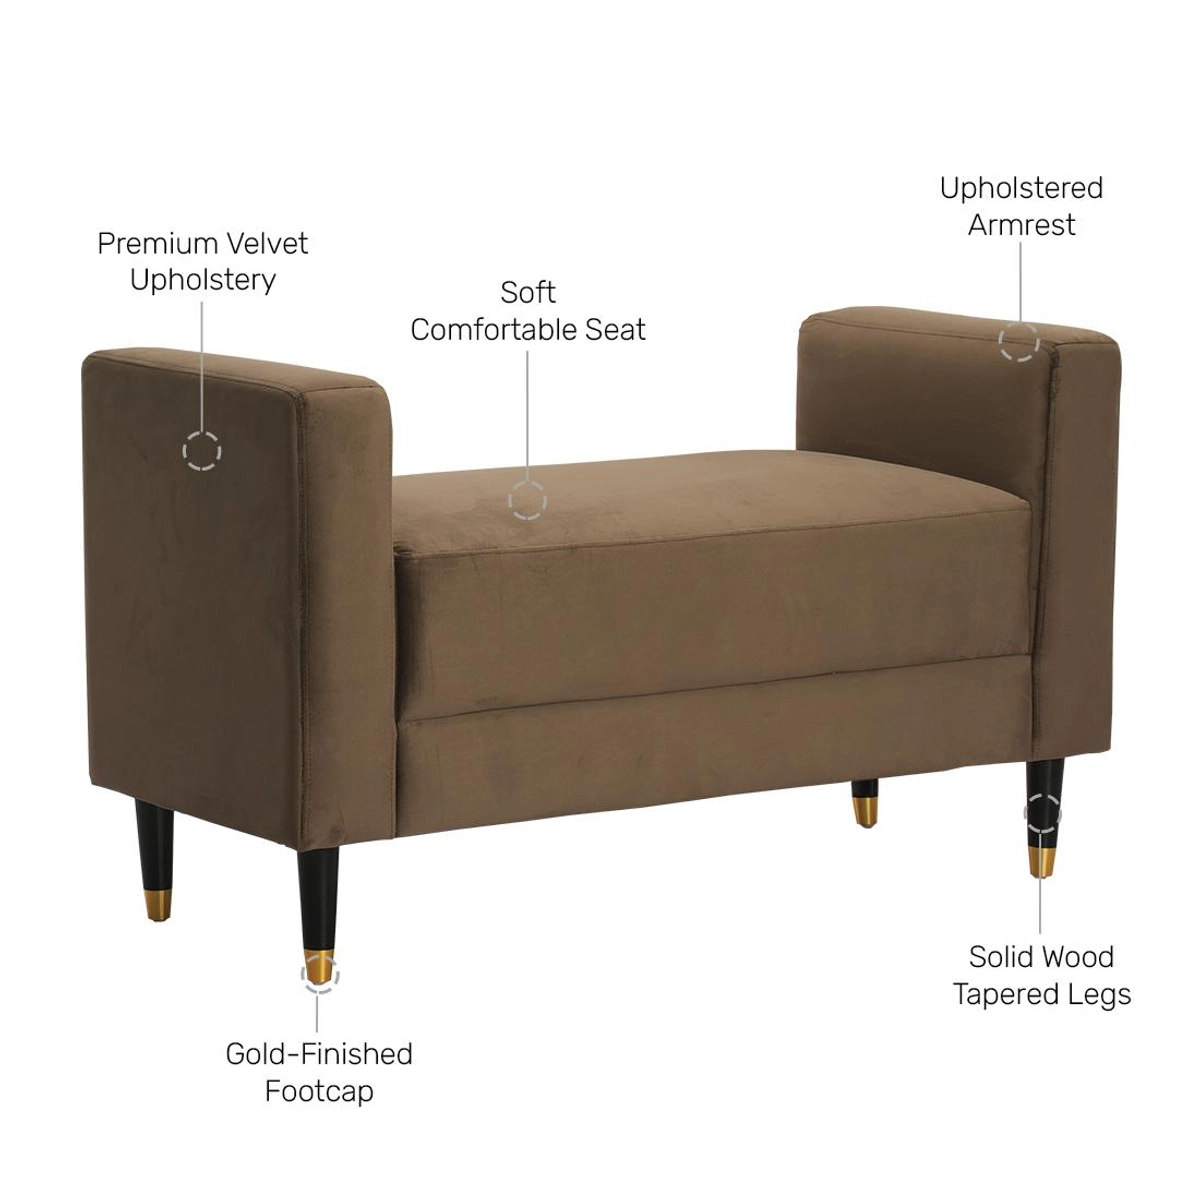 Upholstered
Armrest
Premium Velvet
Upholstery
Soft
Comfortable Seat
Solid Wood
Tapered Legs
Gold-Finished
Footcap